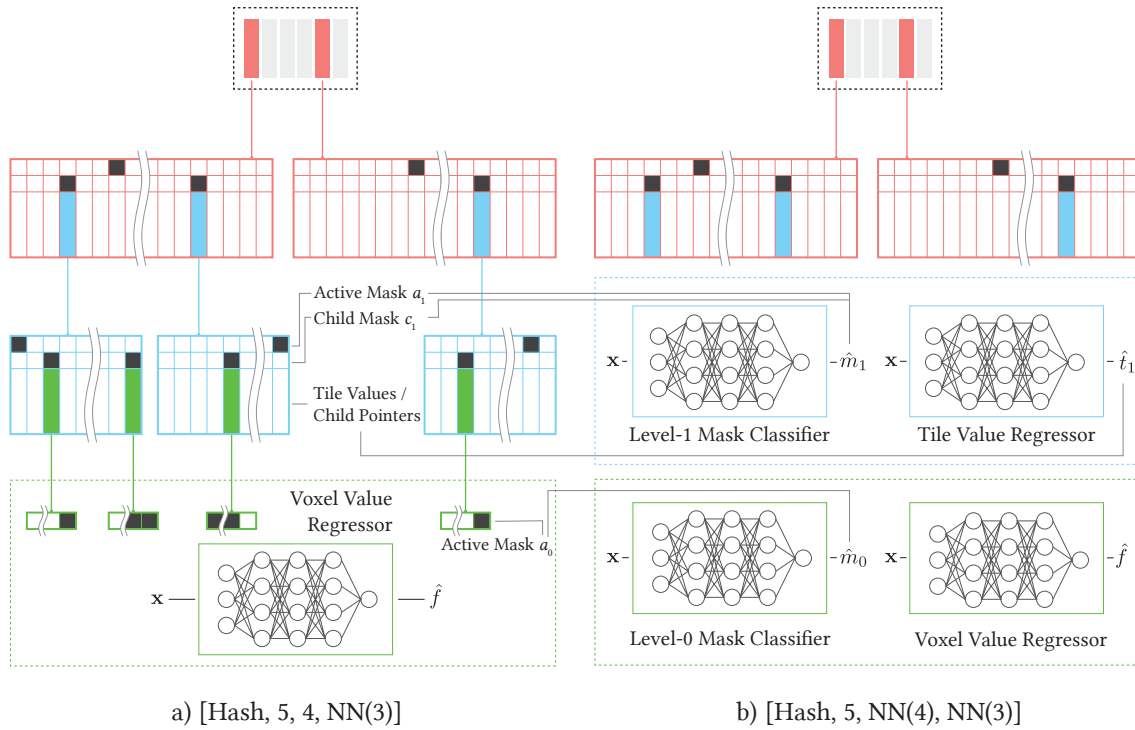 Active Mask a₁
Child Mask c₁
Tile Values /
Child Pointers
Voxel Value
Regressor
Active Mask a₀
x
f̂
a) [Hash, 5, 4, NN(3)]
x
m̂₁
Level-1 Mask Classifier
x
t̂₁
Tile Value Regressor
x
m̂₀
Level-0 Mask Classifier
x
f̂
Voxel Value Regressor
b) [Hash, 5, NN(4), NN(3)]